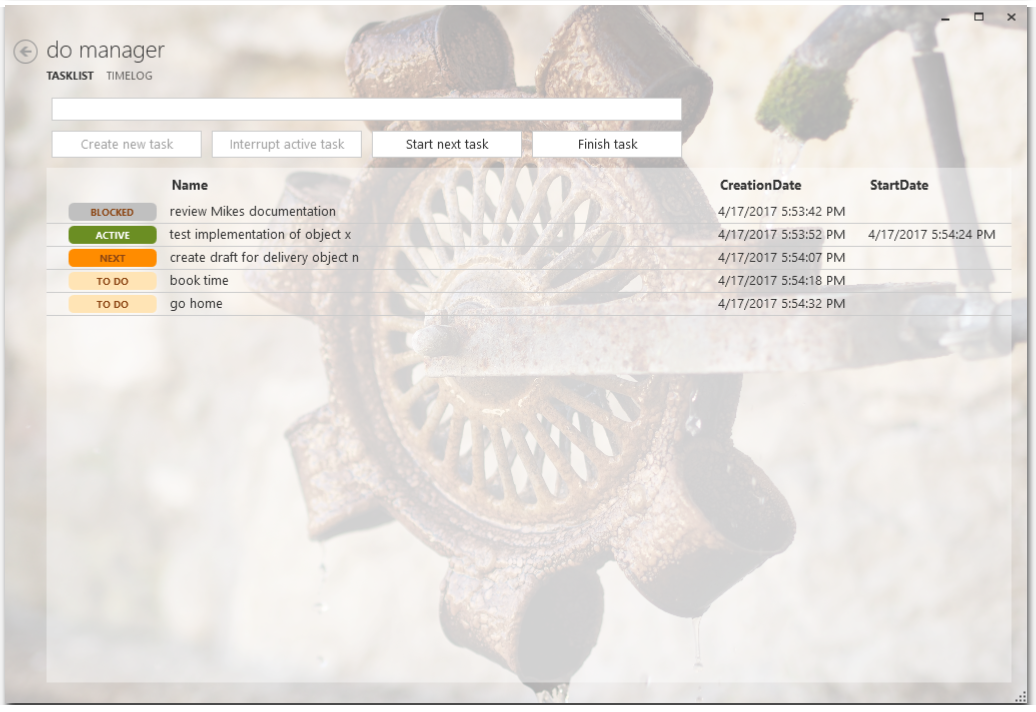 do manager
TASKLIST TIMELOG
Create new task Interrupt active task Start next task Finish task
Name CreationDate StartDate
BLOCKED review Mikes documentation 4/17/2017 5:53:42 PM
ACTIVE test implementation of object x 4/17/2017 5:53:52 PM 4/17/2017 5:54:24 PM
NEXT create draft for delivery object n 4/17/2017 5:54:07 PM
TO DO book time 4/17/2017 5:54:18 PM
TO DO go home 4/17/2017 5:54:32 PM